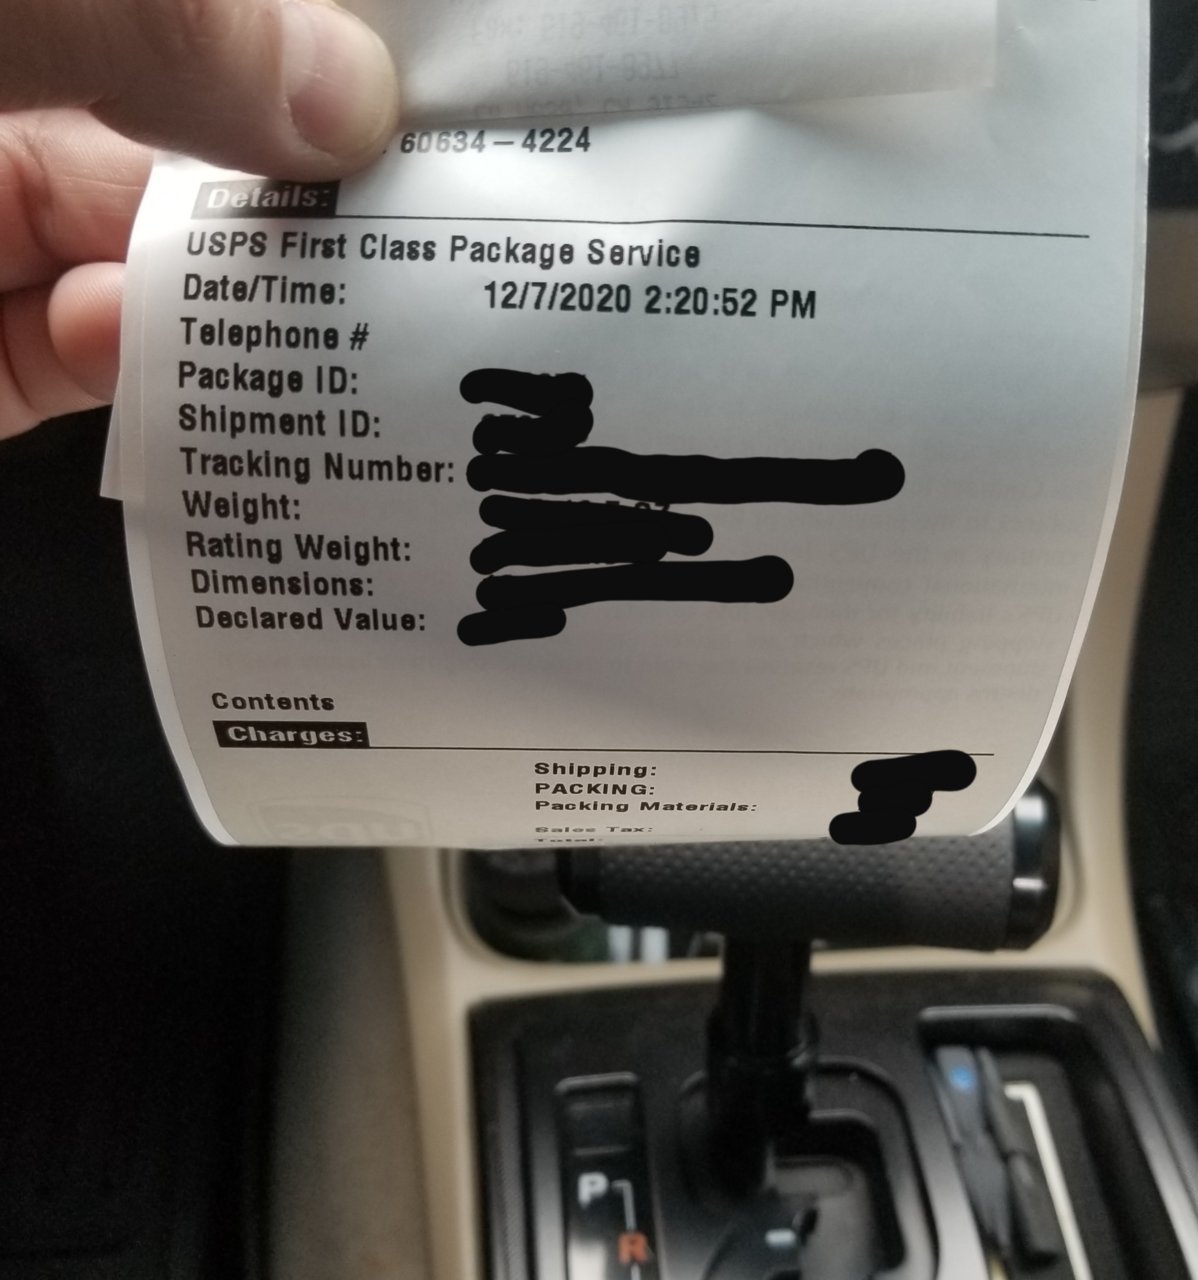 60634-4224
Details:
USPS First Class Package Service
Date/Time: 12/7/2020 2:20:52 PM
Telephone #
Package ID:
Shipment ID:
Tracking Number:
Weight:
Rating Weight:
Dimensions:
Declared Value:
Contents
Charges:
Shipping:
PACKING:
Packing Materials:
Sales Tax:
Total:
P
R